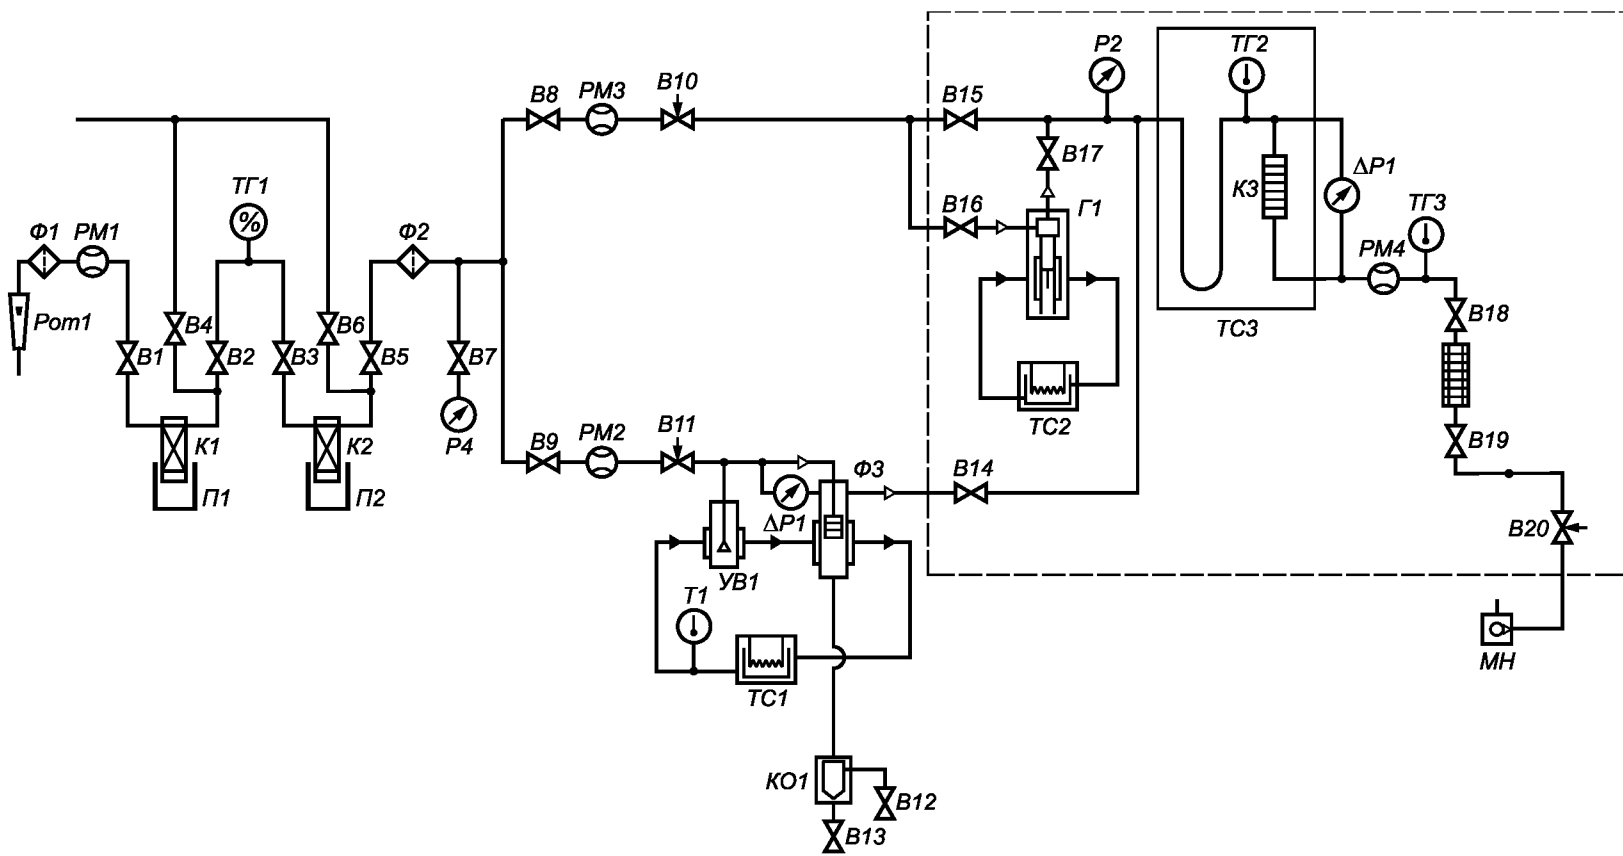 Р2
ТГ2
В8
РМ3
В10
В15
В17
ΔР1
К3
ТГ1
В16
Г1
ТГ3
Ф1
РМ1
Ф2
РМ4
Рот1
В4
В6
В18
ТС3
В1
В2
В3
В5
В7
ТС2
К1
К2
Р4
В9
РМ2
В11
В19
Ф3
В14
П1
П2
ΔР1
В20
%
УВ1
Т1
МН
ТС1
КО1
В12
В13